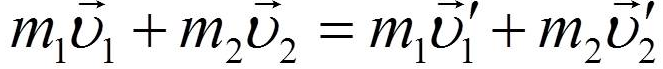 m₁υ⃗₁ + m₂υ⃗₂ = m₁υ⃗₁′ + m₂υ⃗₂′